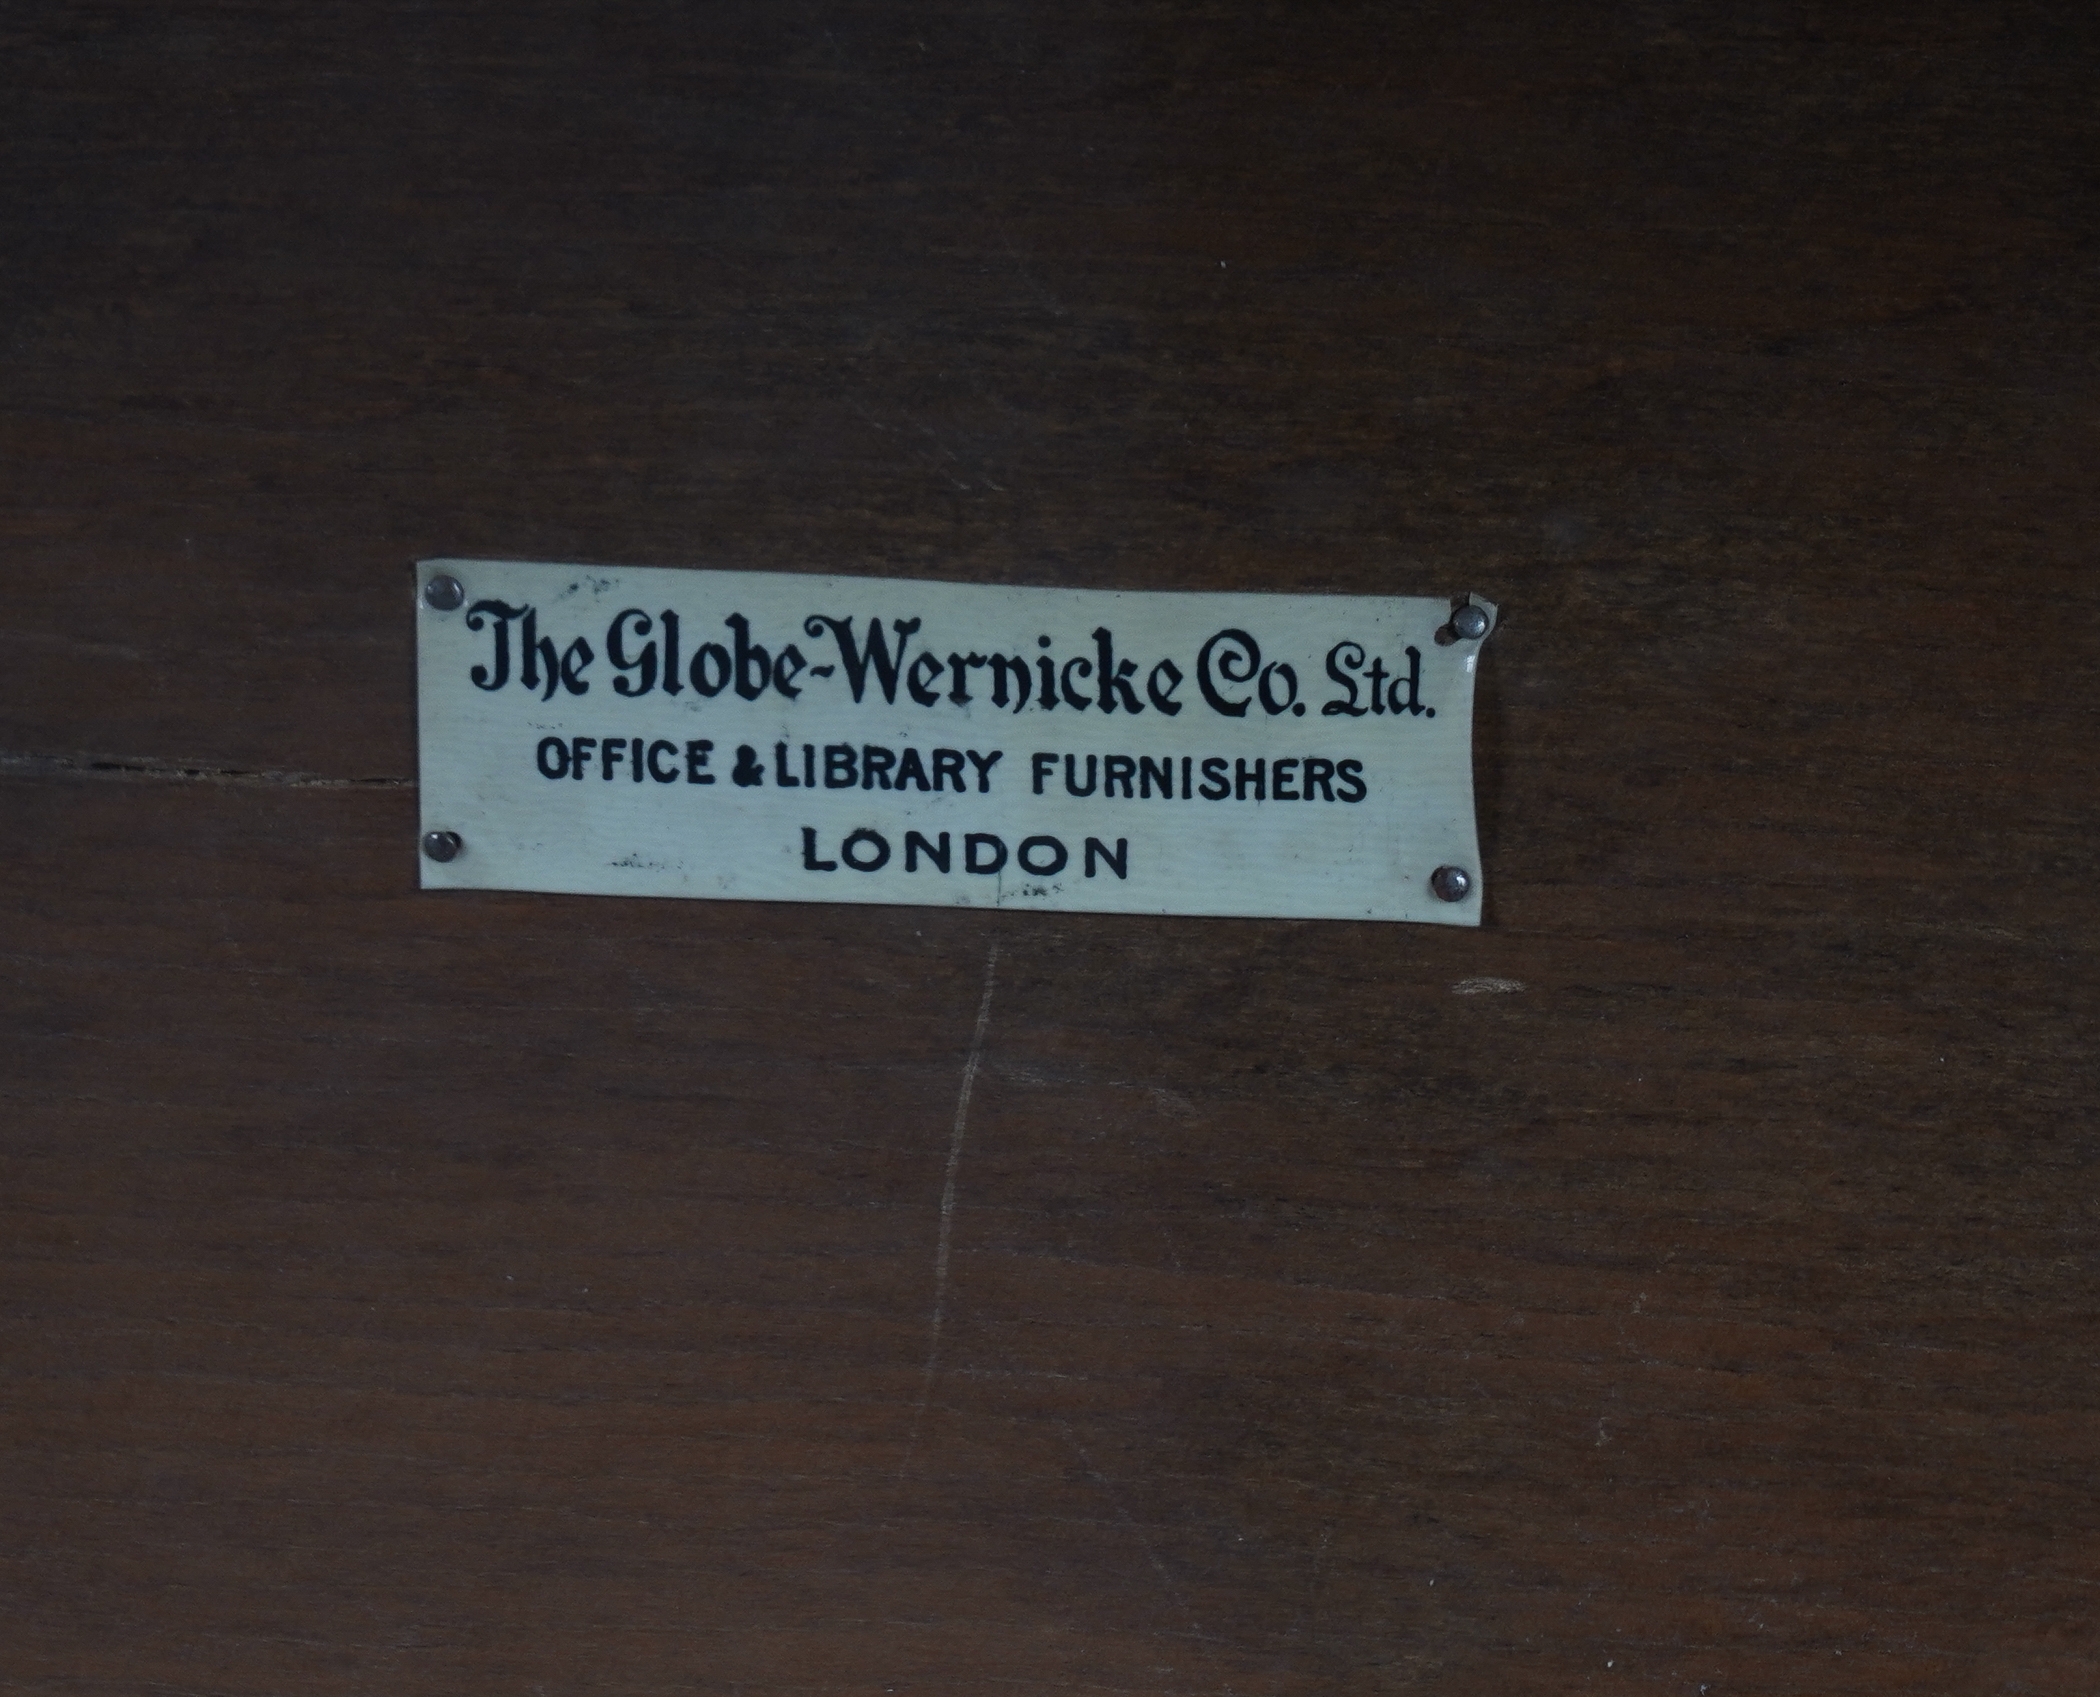 The Globe-Wernicke Co. Ltd.
OFFICE & LIBRARY FURNISHERS
LONDON